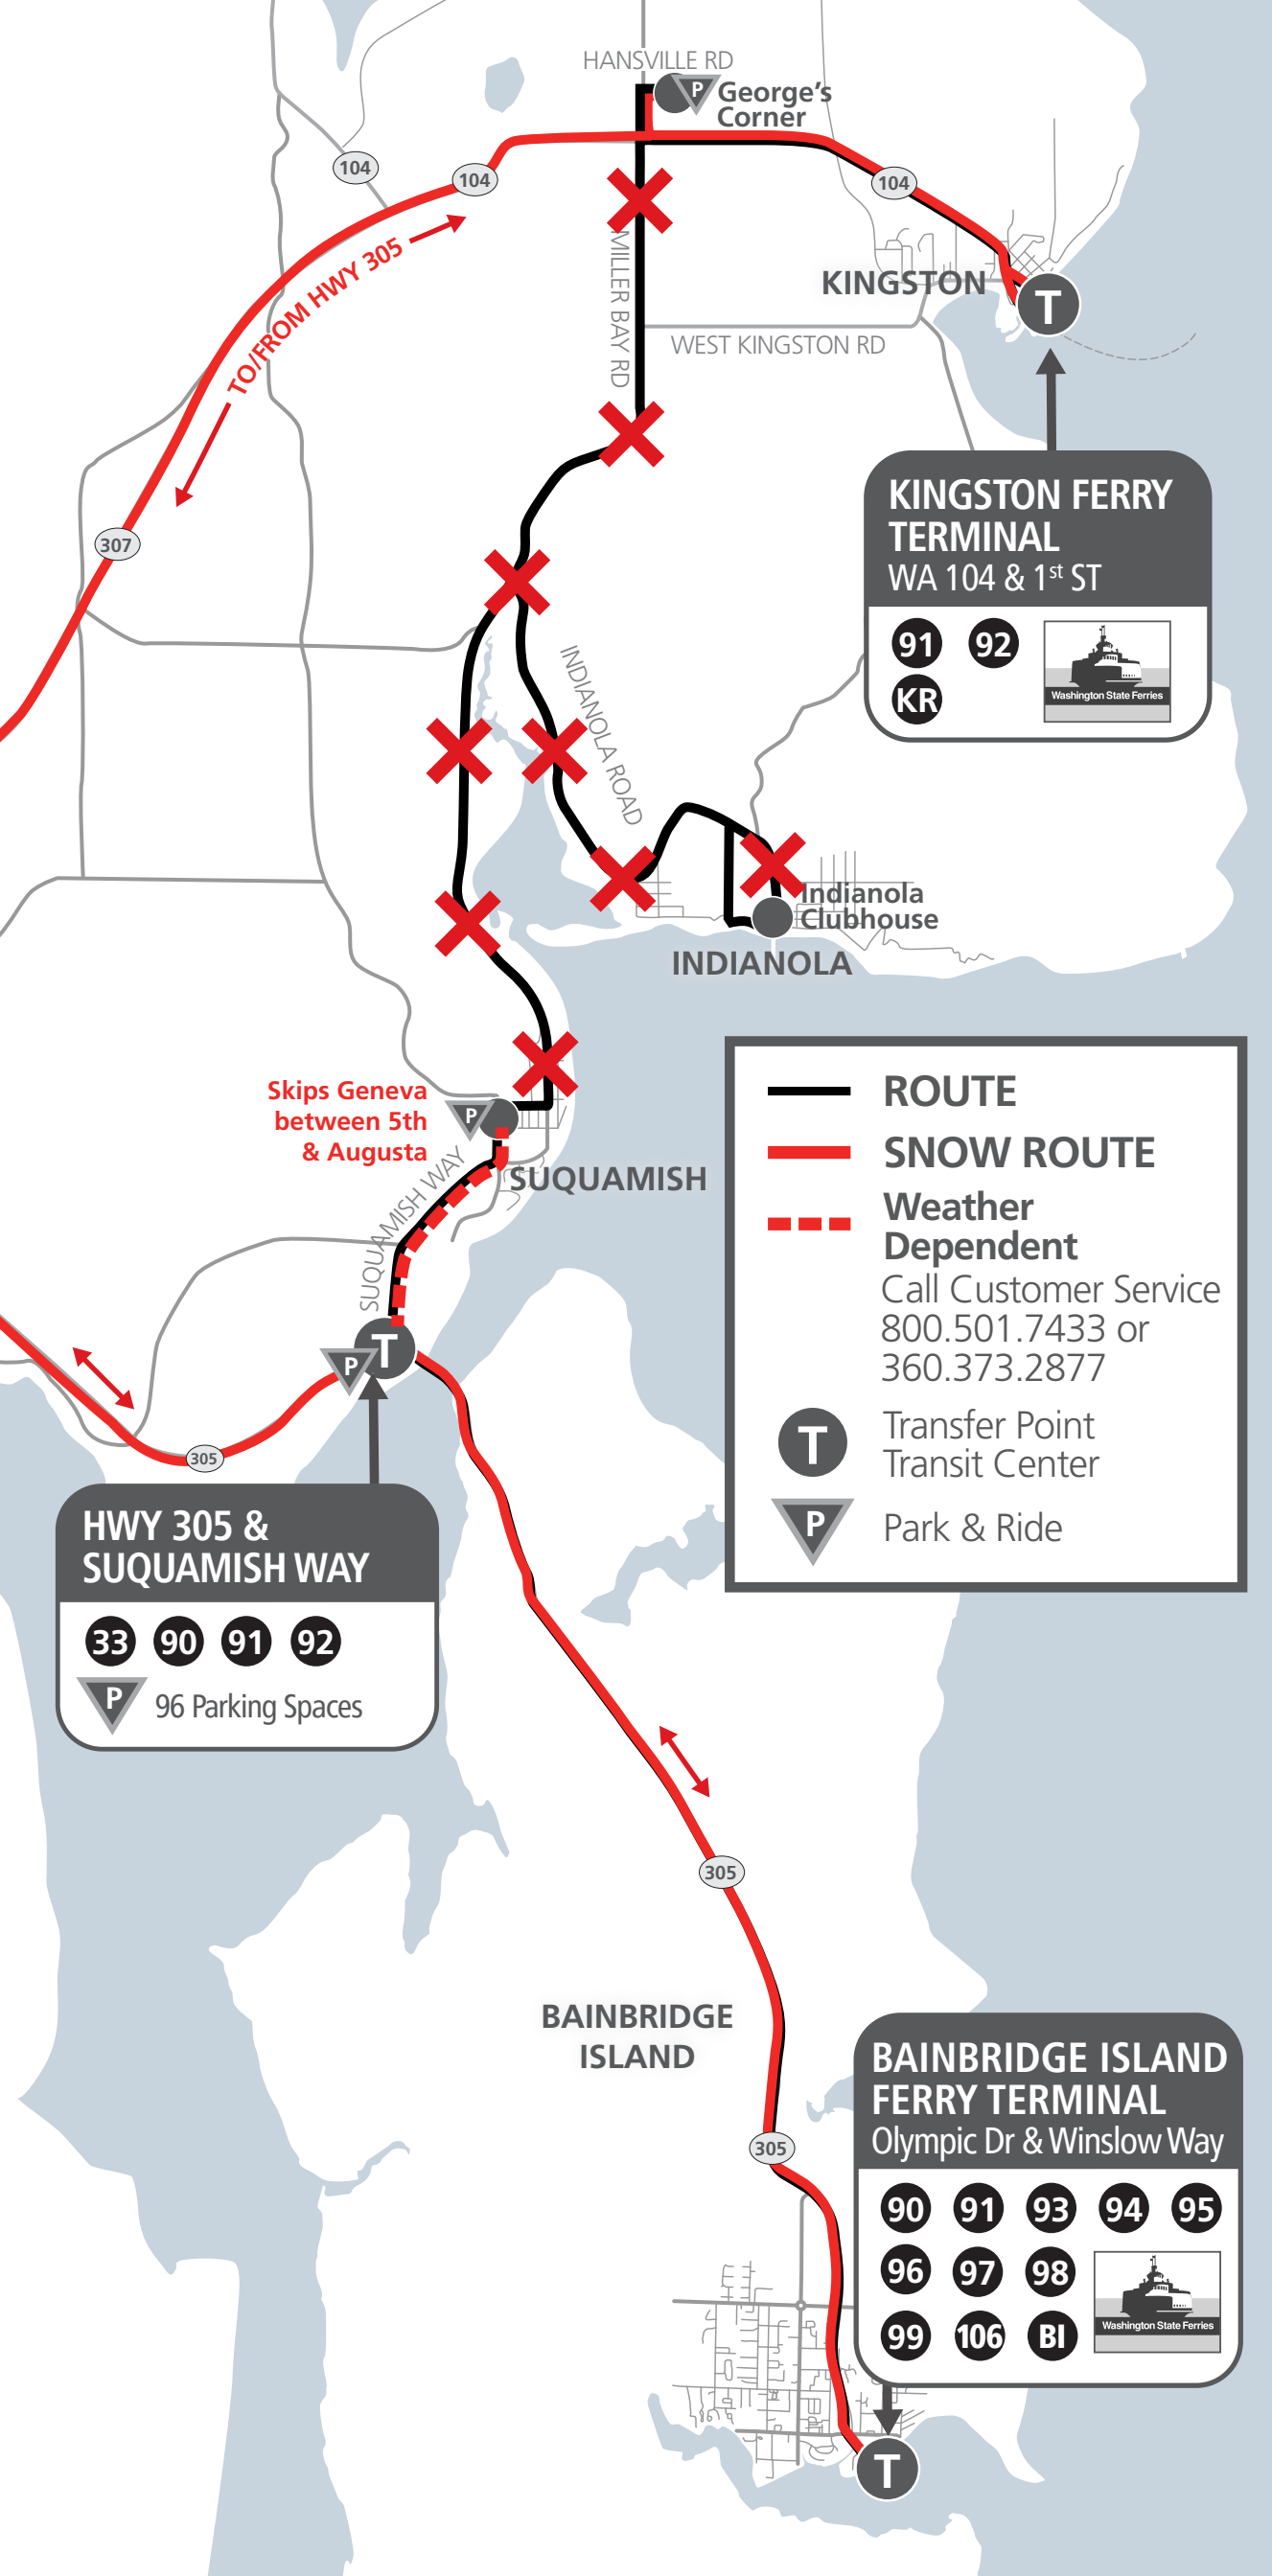 HANSVILLE RD
P
George's
Corner
104
104
104
TO/FROM HWY 305
MILLER BAY RD
KINGSTON
T
WEST KINGSTON RD
307
KINGSTON FERRY
TERMINAL
WA 104 & 1st ST
91 92
KR
Washington State Ferries
INDIANOLA ROAD
Indianola
Clubhouse
INDIANOLA
Skips Geneva
between 5th
& Augusta
P
SUQUAMISH
SUQUAMISH WAY
T
P
305
ROUTE
SNOW ROUTE
Weather
Dependent
Call Customer Service
800.501.7433 or
360.373.2877
T
Transfer Point
Transit Center
P
Park & Ride
HWY 305 &
SUQUAMISH WAY
33 90 91 92
P 96 Parking Spaces
305
BAINBRIDGE
ISLAND
305
BAINBRIDGE ISLAND
FERRY TERMINAL
Olympic Dr & Winslow Way
90 91 93 94 95
96 97 98
99 106 BI
Washington State Ferries
T